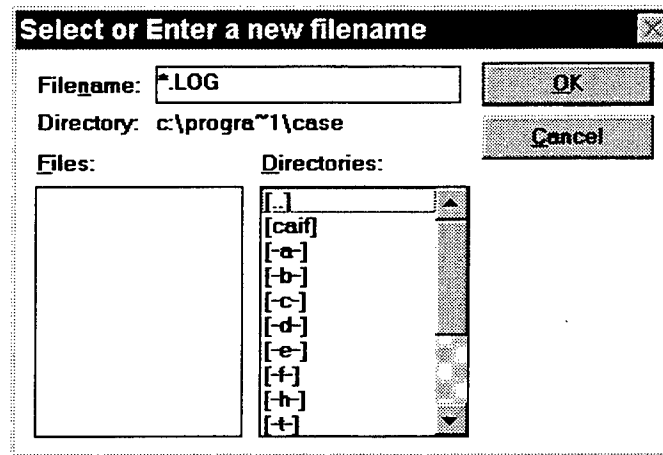 Select or Enter a new filename
Filename: *.LOG
OK
Directory: c:\progra~1\case
Cancel
Files:
Directories:
[..]
[caif]
[-a-]
[-b-]
[-c-]
[-d-]
[-e-]
[-f-]
[-h-]
[-t-]